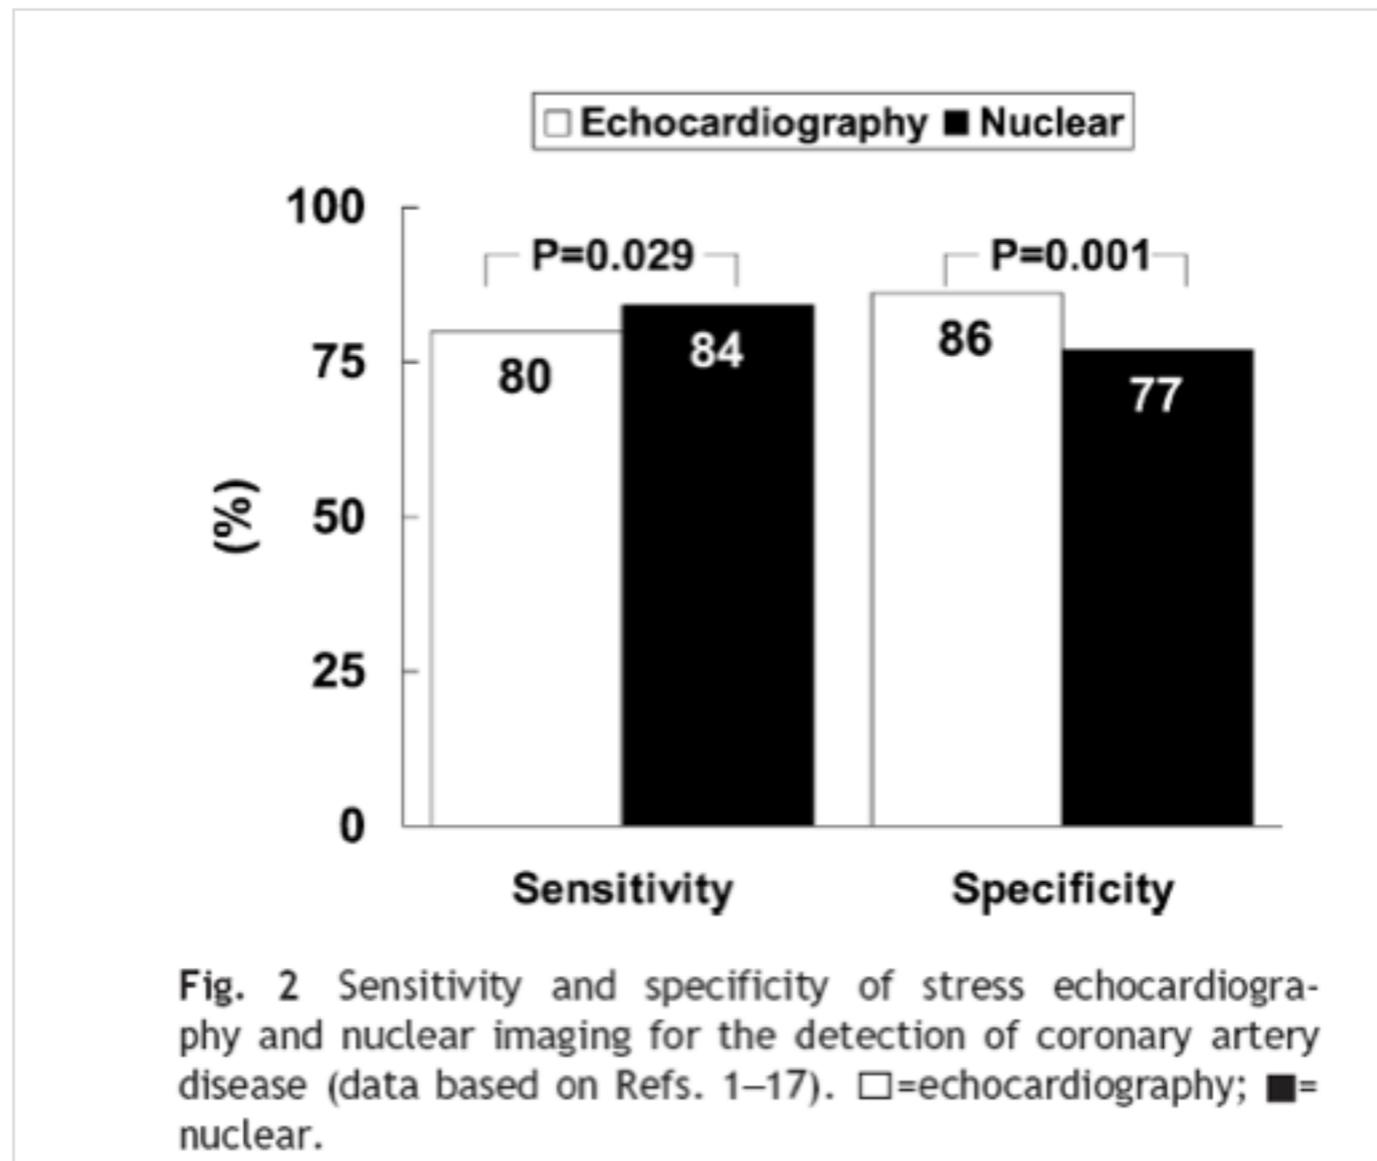 □ Echocardiography ■ Nuclear
100
P=0.029 P=0.001
80 84 86 77
75
(%)
50
25
0
Sensitivity Specificity
Fig. 2 Sensitivity and specificity of stress echocardiogra-
phy and nuclear imaging for the detection of coronary artery
disease (data based on Refs. 1–17). □=echocardiography; ■=
nuclear.